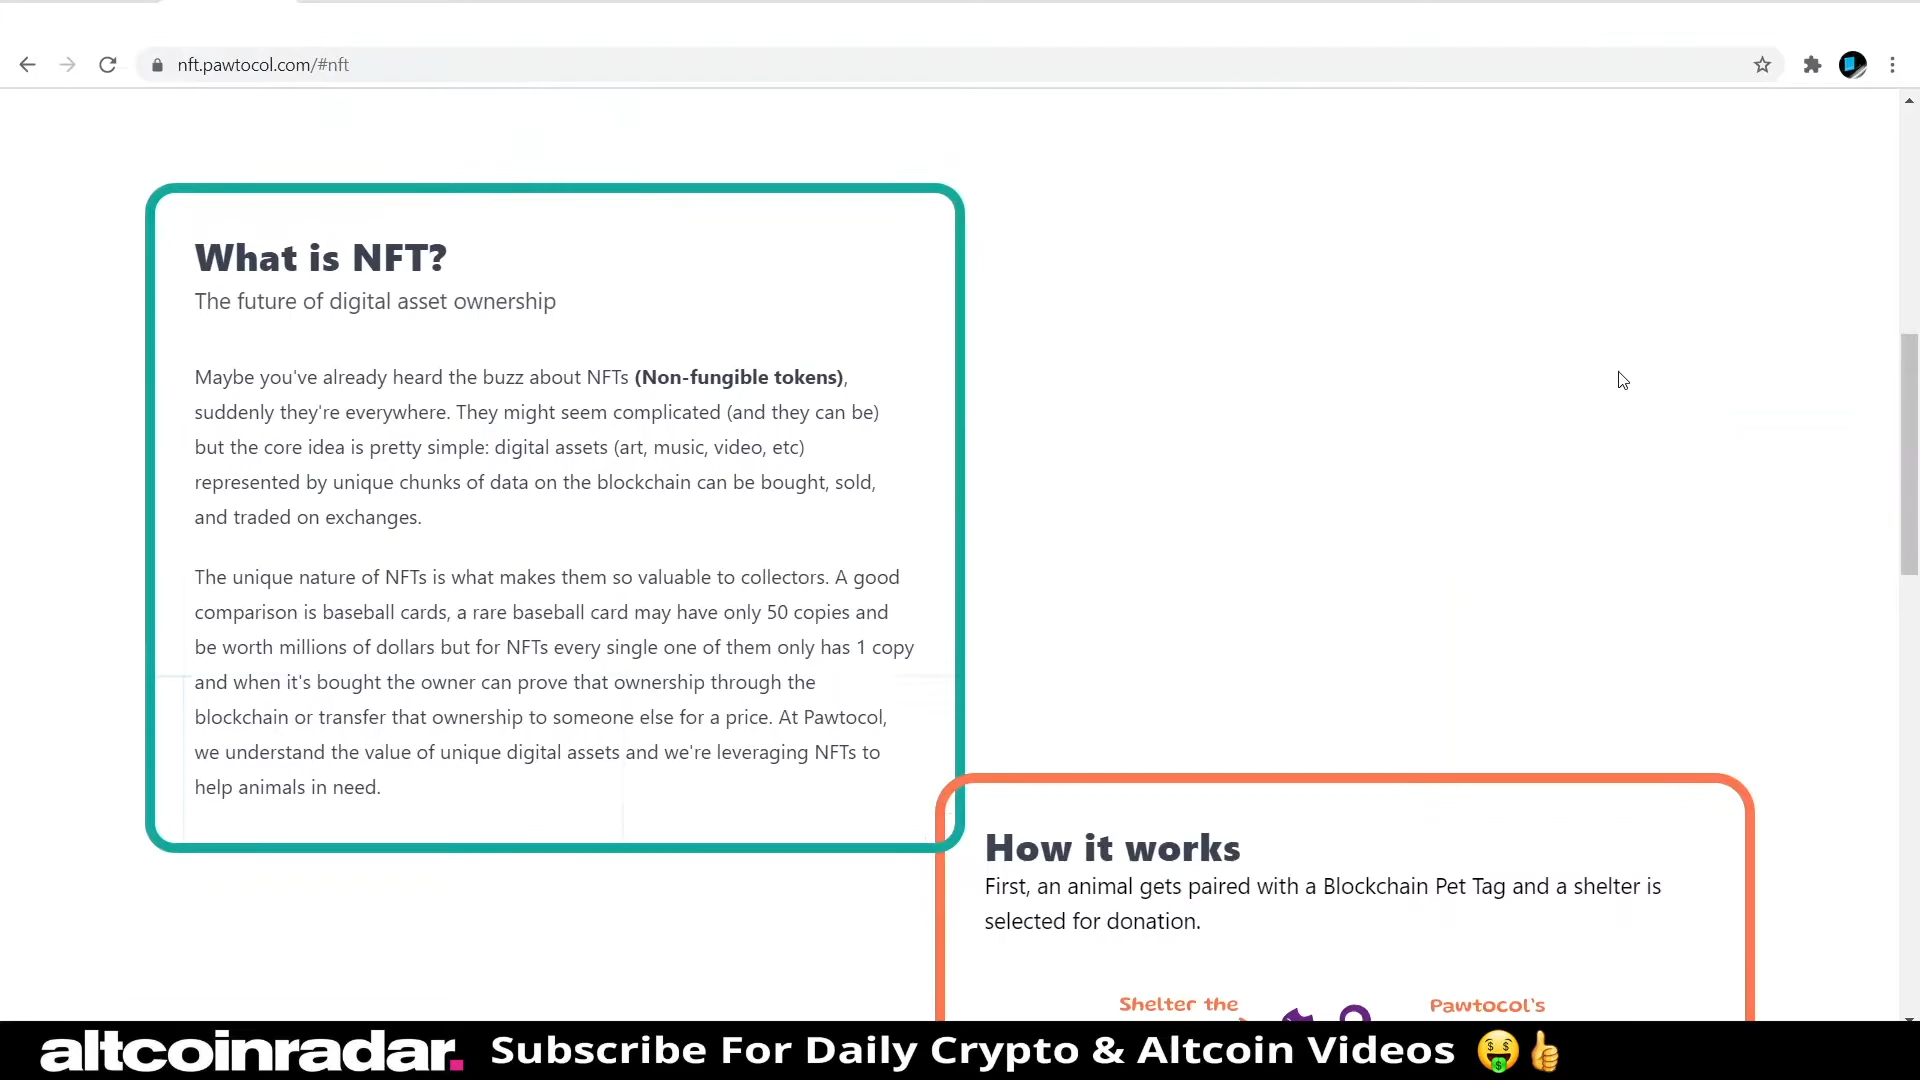 nft.pawtocol.com/#nft
What is NFT?
The future of digital asset ownership
Maybe you've already heard the buzz about NFTs (Non-fungible tokens),
suddenly they're everywhere. They might seem complicated (and they can be)
but the core idea is pretty simple: digital assets (art, music, video, etc)
represented by unique chunks of data on the blockchain can be bought, sold,
and traded on exchanges.
The unique nature of NFTs is what makes them so valuable to collectors. A good
comparison is baseball cards, a rare baseball card may have only 50 copies and
be worth millions of dollars but for NFTs every single one of them only has 1 copy
and when it's bought the owner can prove that ownership through the
blockchain or transfer that ownership to someone else for a price. At Pawtocol,
we understand the value of unique digital assets and we're leveraging NFTs to
help animals in need.
How it works
First, an animal gets paired with a Blockchain Pet Tag and a shelter is
selected for donation.
Shelter the
Pawtocol's
altcoinradar. Subscribe For Daily Crypto & Altcoin Videos 🤑👍